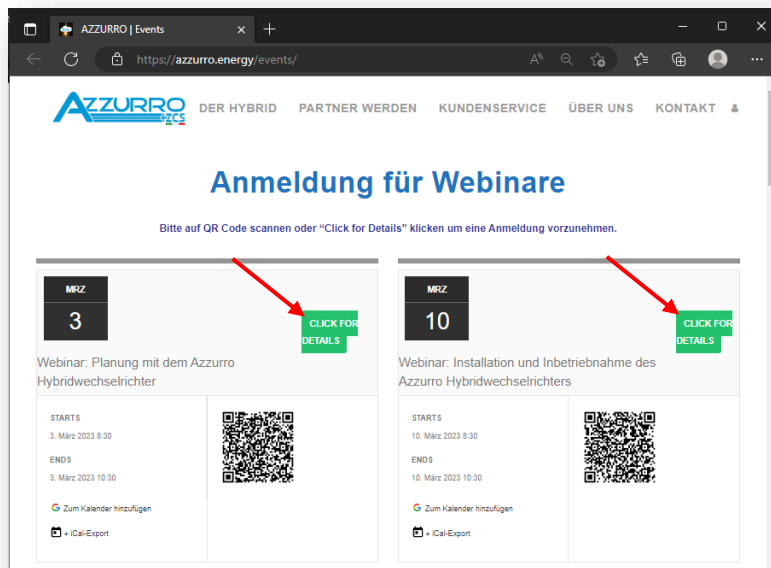 AZZURRO | Events
https://azzurro.energy/events/
AZZURRO
ZCS
DER HYBRID PARTNER WERDEN KUNDENSERVICE ÜBER UNS KONTAKT
Anmeldung für Webinare
Bitte auf QR Code scannen oder “Click for Details” klicken um eine Anmeldung vorzunehmen.
MRZ
3
CLICK FOR
DETAILS
Webinar: Planung mit dem Azzurro
Hybridwechselrichter
STARTS
3. März 2023 8:30
ENDS
3. März 2023 10:30
Zum Kalender hinzufügen
+ iCal-Export
MRZ
10
CLICK FOR
DETAILS
Webinar: Installation und Inbetriebnahme des
Azzurro Hybridwechselrichters
STARTS
10. März 2023 8:30
ENDS
10. März 2023 10:30
Zum Kalender hinzufügen
+ iCal-Export